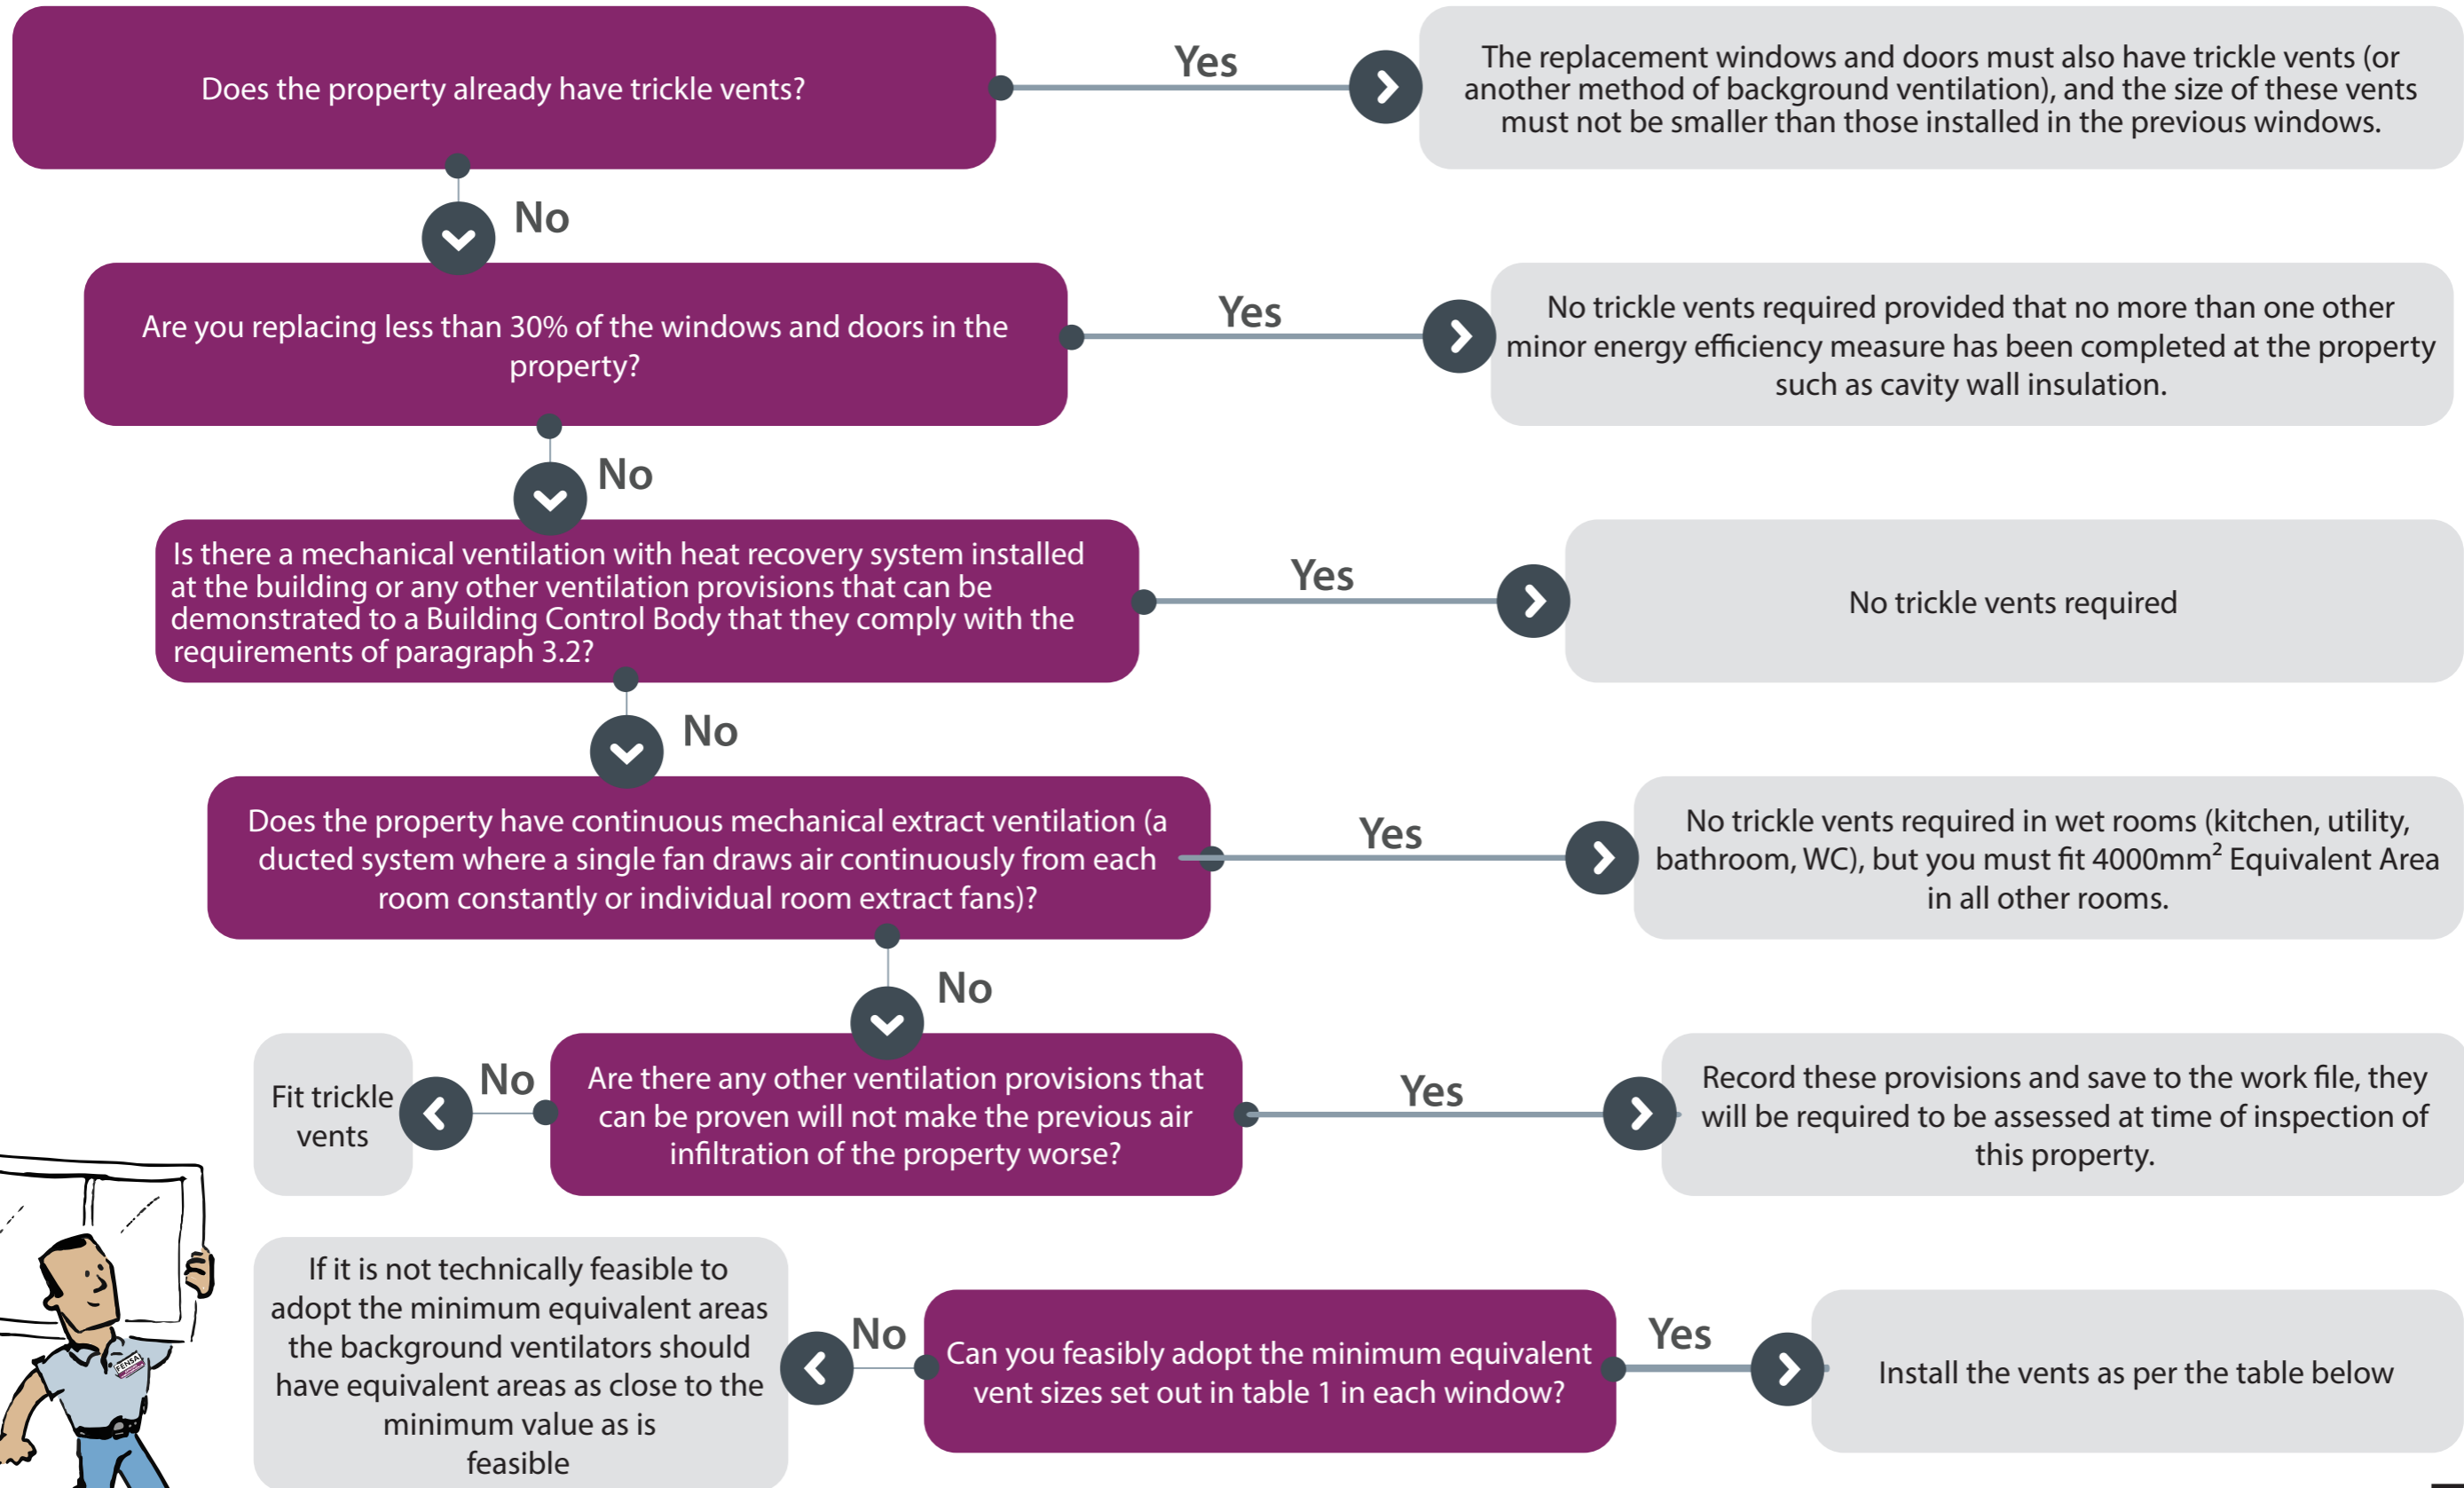 Does the property already have trickle vents?
Yes
The replacement windows and doors must also have trickle vents (or
another method of background ventilation), and the size of these vents
must not be smaller than those installed in the previous windows.
No
Are you replacing less than 30% of the windows and doors in the
property?
Yes
No trickle vents required provided that no more than one other
minor energy efficiency measure has been completed at the property
such as cavity wall insulation.
No
Is there a mechanical ventilation with heat recovery system installed
at the building or any other ventilation provisions that can be
demonstrated to a Building Control Body that they comply with the
requirements of paragraph 3.2?
Yes
No trickle vents required
No
Does the property have continuous mechanical extract ventilation (a
ducted system where a single fan draws air continuously from each
room constantly or individual room extract fans)?
Yes
No trickle vents required in wet rooms (kitchen, utility,
bathroom, WC), but you must fit 4000mm² Equivalent Area
in all other rooms.
No
Fit trickle
vents
No
Are there any other ventilation provisions that
can be proven will not make the previous air
infiltration of the property worse?
Yes
Record these provisions and save to the work file, they
will be required to be assessed at time of inspection of
this property.
If it is not technically feasible to
adopt the minimum equivalent areas
the background ventilators should
have equivalent areas as close to the
minimum value as is
feasible
No
Can you feasibly adopt the minimum equivalent
vent sizes set out in table 1 in each window?
Yes
Install the vents as per the table below
FENSA